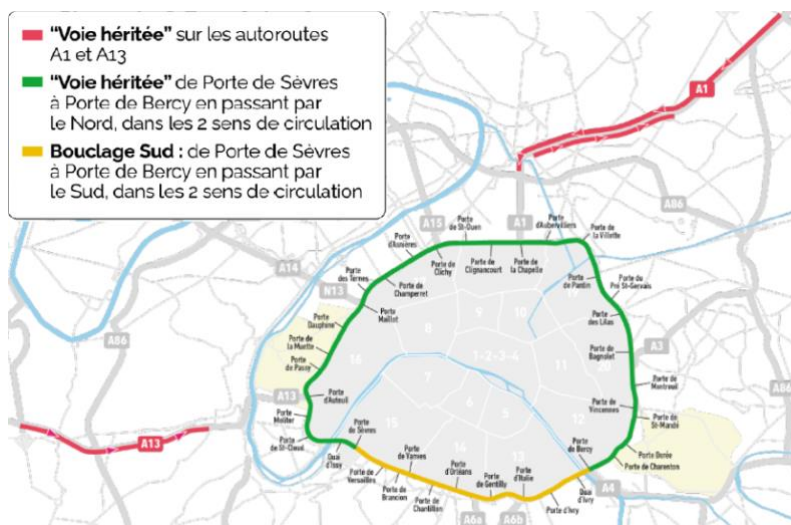 “Voie héritée” sur les autoroutes
A1 et A13
“Voie héritée” de Porte de Sèvres
à Porte de Bercy en passant par
le Nord, dans les 2 sens de circulation
Bouclage Sud : de Porte de Sèvres
à Porte de Bercy en passant par
le Sud, dans les 2 sens de circulation
A1
A86
A15
A1
Porte
de St-Ouen
Porte
d'Aubervilliers
Porte de
la Villette
Porte
d'Asnières
Porte
de Clichy
Porte de
Clignancourt
Porte de
la Chapelle
A14
N13
Porte
des Ternes
Porte de
Champerret
Porte
de Pantin
Porte du
Pré St-Gervais
Porte
Maillot
Porte
Dauphine
Porte
des Lilas
8
9
10
A86
Porte de
la Muette
Porte
de Passy
16
1-2-3-4
Porte de
Bagnolet
A3
7
11
20
A13
Porte
d'Auteuil
Porte de
Montreuil
A86
Porte
Molitor
6
5
12
Porte de
Vincennes
Porte de
St-Mandé
A13
Porte
de St-Cloud
Porte
de Sèvres
15
14
13
Porte
de Bercy
Porte Dorée
Porte de Charenton
Quai
d'Issy
Porte
de Vanves
Porte
d'Orléans
Porte
de Gentilly
Porte
d'Italie
Porte de
Versailles
Porte de
Brancion
Porte de
Chantillon
Porte d'Ivry
Quai
d'Ivry
A4
A6a
A6b